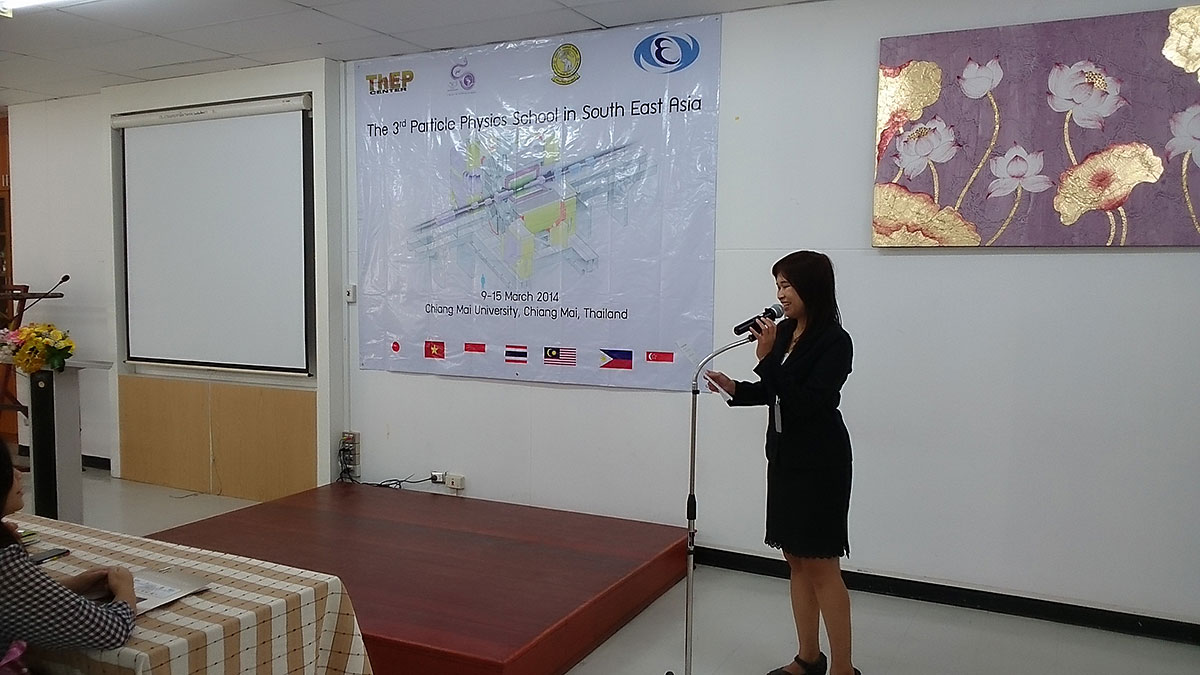 ThEP
CENTER
The 3rd Particle Physics School in South East Asia
9-15 March 2014
Chiang Mai University, Chiang Mai, Thailand